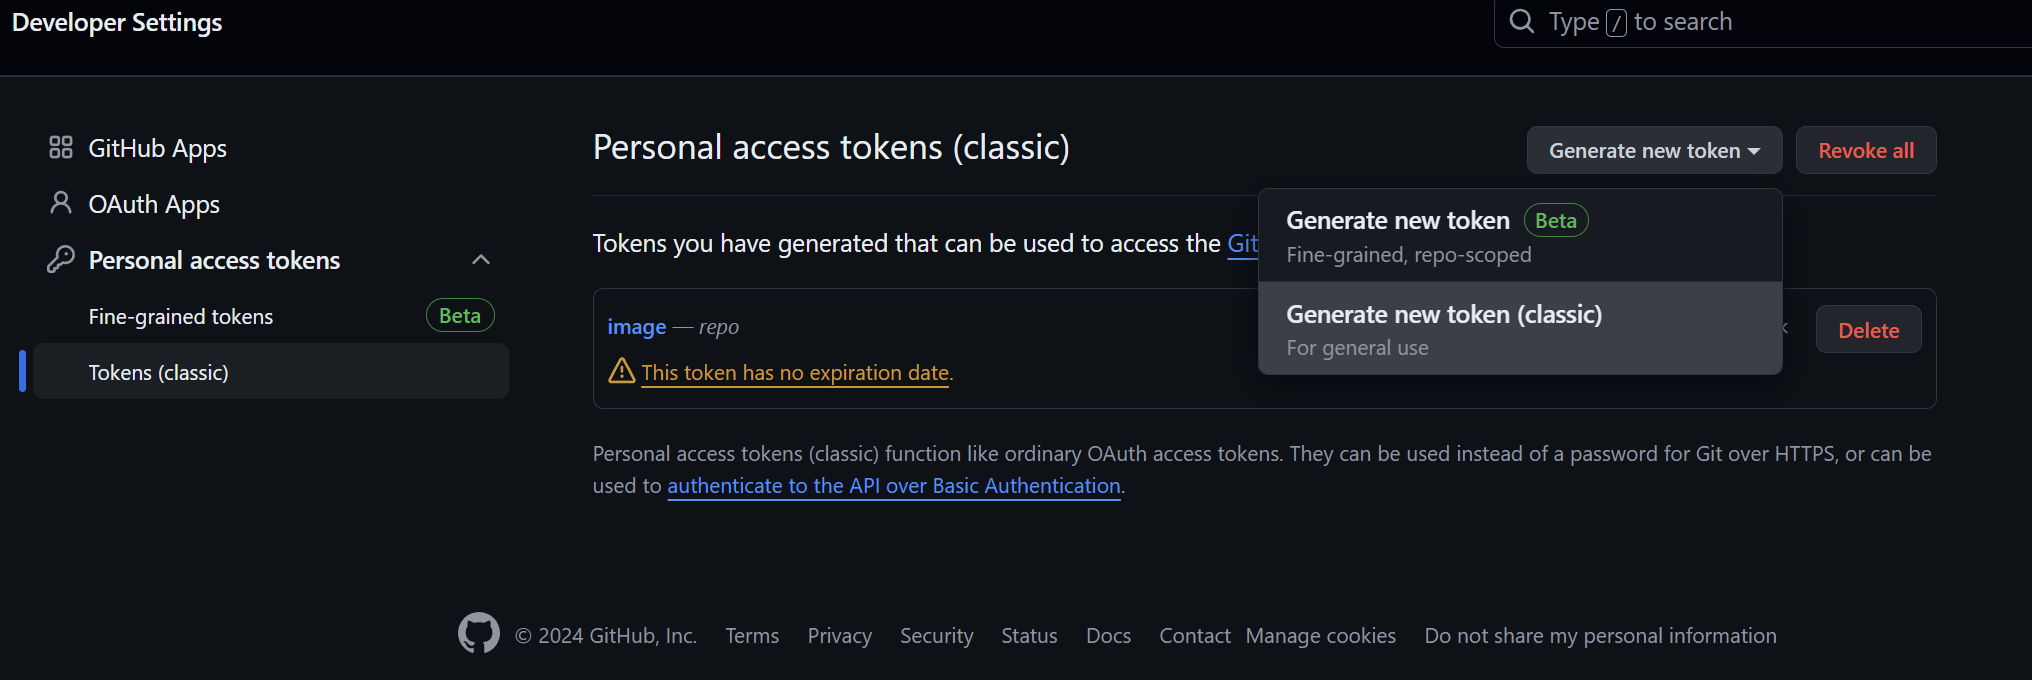 Developer Settings
Type / to search
GitHub Apps
OAuth Apps
Personal access tokens
Fine-grained tokens Beta
Tokens (classic)
Personal access tokens (classic)
Generate new token
Revoke all
Generate new token Beta
Fine-grained, repo-scoped
Generate new token (classic)
For general use
Tokens you have generated that can be used to access the Git
image — repo
Delete
This token has no expiration date.
Personal access tokens (classic) function like ordinary OAuth access tokens. They can be used instead of a password for Git over HTTPS, or can be
used to authenticate to the API over Basic Authentication.
© 2024 GitHub, Inc. Terms Privacy Security Status Docs Contact Manage cookies Do not share my personal information